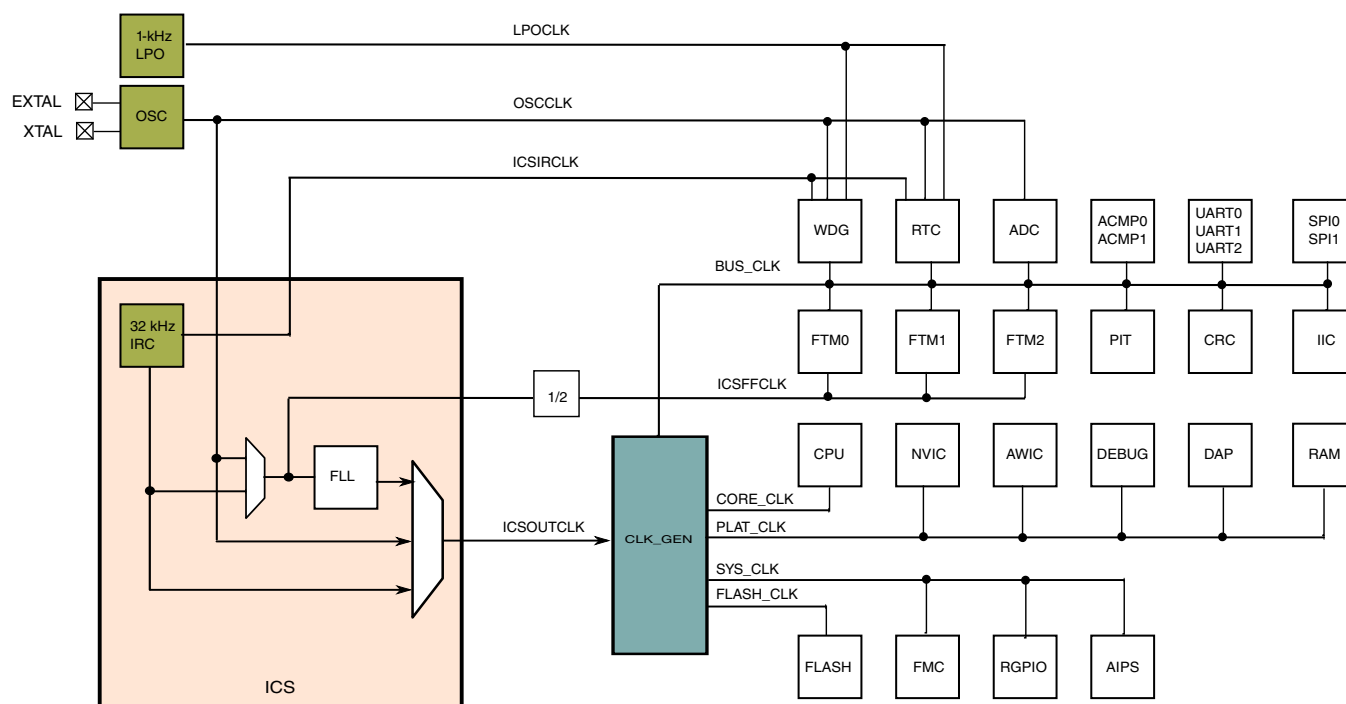 1-kHz
LPO
LPOCLK
EXTAL
XTAL
OSC
OSCCLK
ICSIRCLK
WDG
RTC
ADC
ACMP0
ACMP1
UART0
UART1
UART2
SPI0
SPI1
BUS_CLK
32 kHz
IRC
FTM0
FTM1
FTM2
PIT
CRC
IIC
1/2
ICSFFCLK
FLL
CPU
NVIC
AWIC
DEBUG
DAP
RAM
CORE_CLK
ICSOUTCLK
CLK_GEN
PLAT_CLK
SYS_CLK
FLASH_CLK
FLASH
FMC
RGPIO
AIPS
ICS